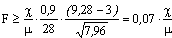 F ≥ χ/μ · 0,9/28 · (9,28 − 3)/√7,96 = 0,07 · χ/μ